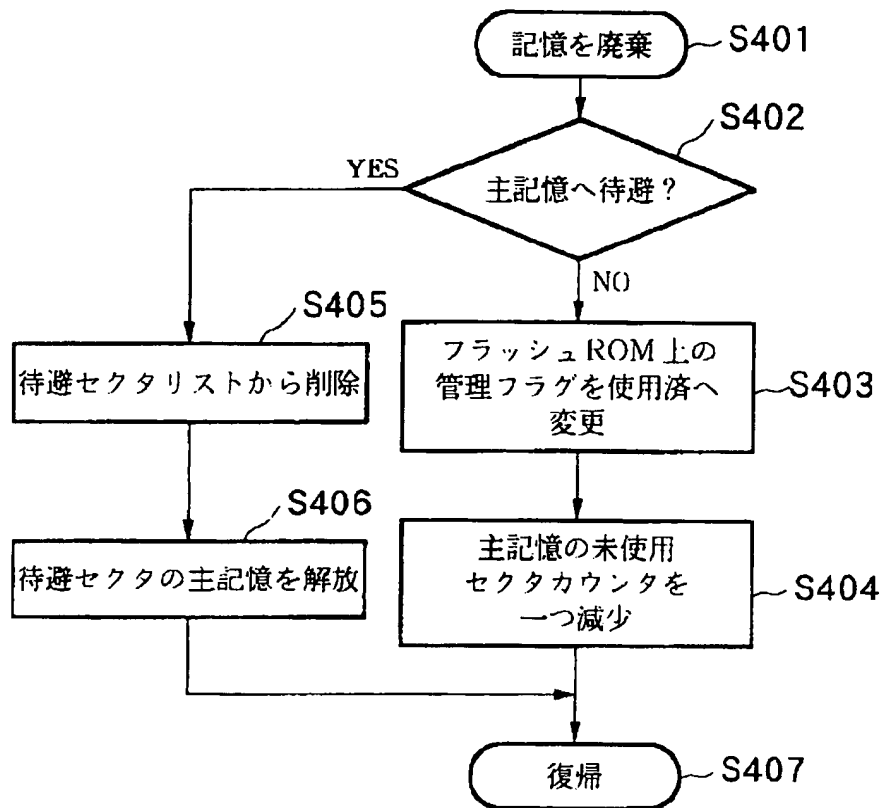 記憶を廃棄
S401
S402
主記憶へ待避？
YES
NO
S405
待避セクタリストから削除
フラッシュROM上の
管理フラグを使用済へ
変更
S403
S406
待避セクタの主記憶を解放
主記憶の未使用
セクタカウンタを
一つ減少
S404
復帰
S407